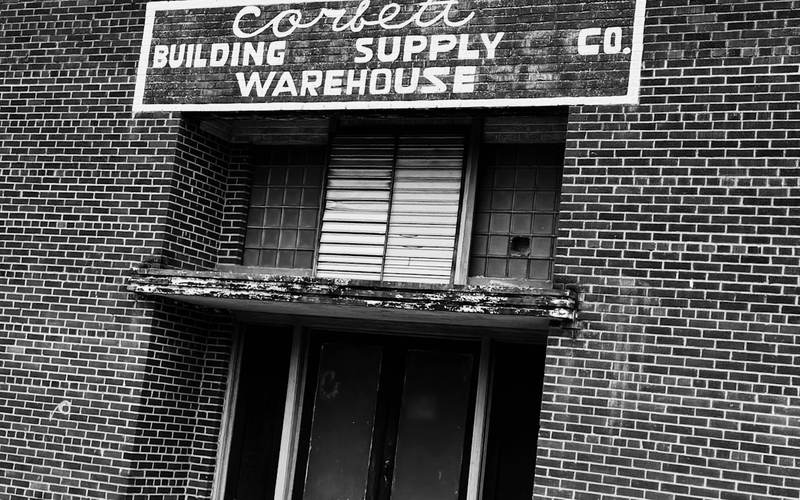 Corbett
BUILDING SUPPLY CO.
WAREHOUSE